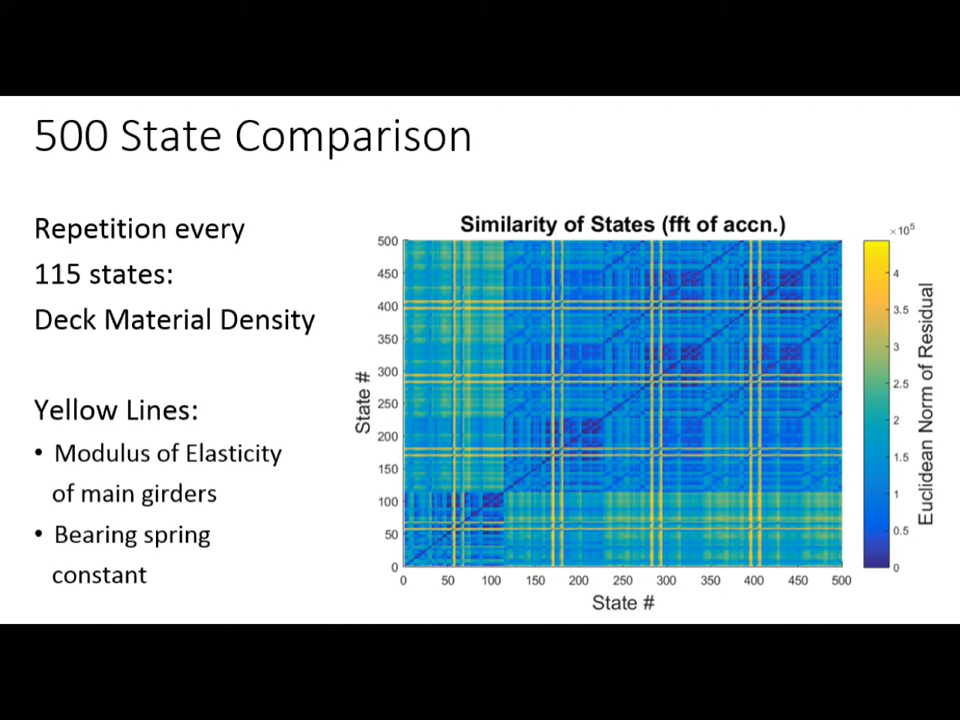 500 State Comparison
Repetition every
115 states:
Deck Material Density
Yellow Lines:
• Modulus of Elasticity
of main girders
• Bearing spring
constant
Similarity of States (fft of accn.)
State #
500
450
400
350
300
250
200
150
100
50
0
0 50 100 150 200 250 300 350 400 450 500
State #
×10⁵
4
3.5
3
2.5
2
1.5
1
0.5
0
Euclidean Norm of Residual